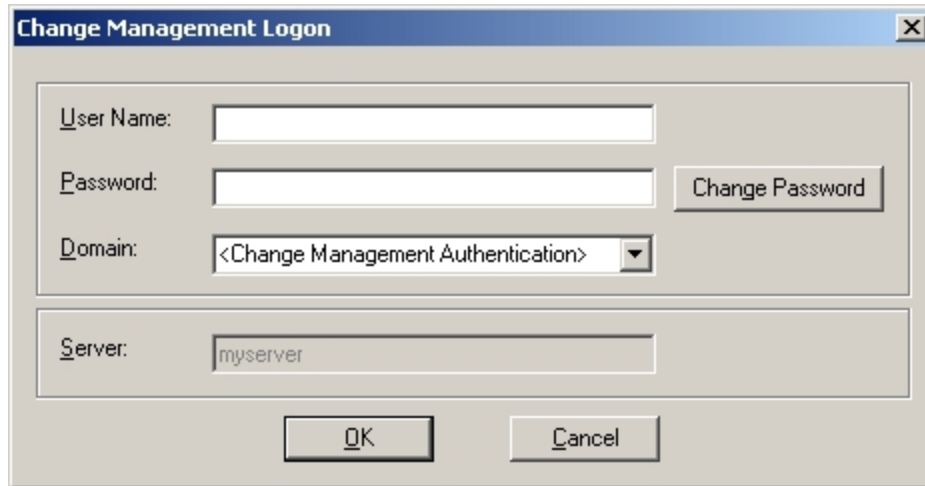 Change Management Logon
User Name:
Password:
Change Password
Domain:
<Change Management Authentication>
Server:
myserver
OK
Cancel